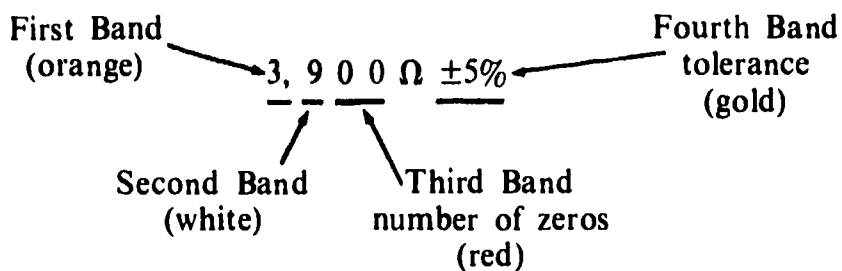 First Band
(orange)
3, 9 0 0 Ω ±5%
Fourth Band
tolerance
(gold)
Second Band
(white)
Third Band
number of zeros
(red)